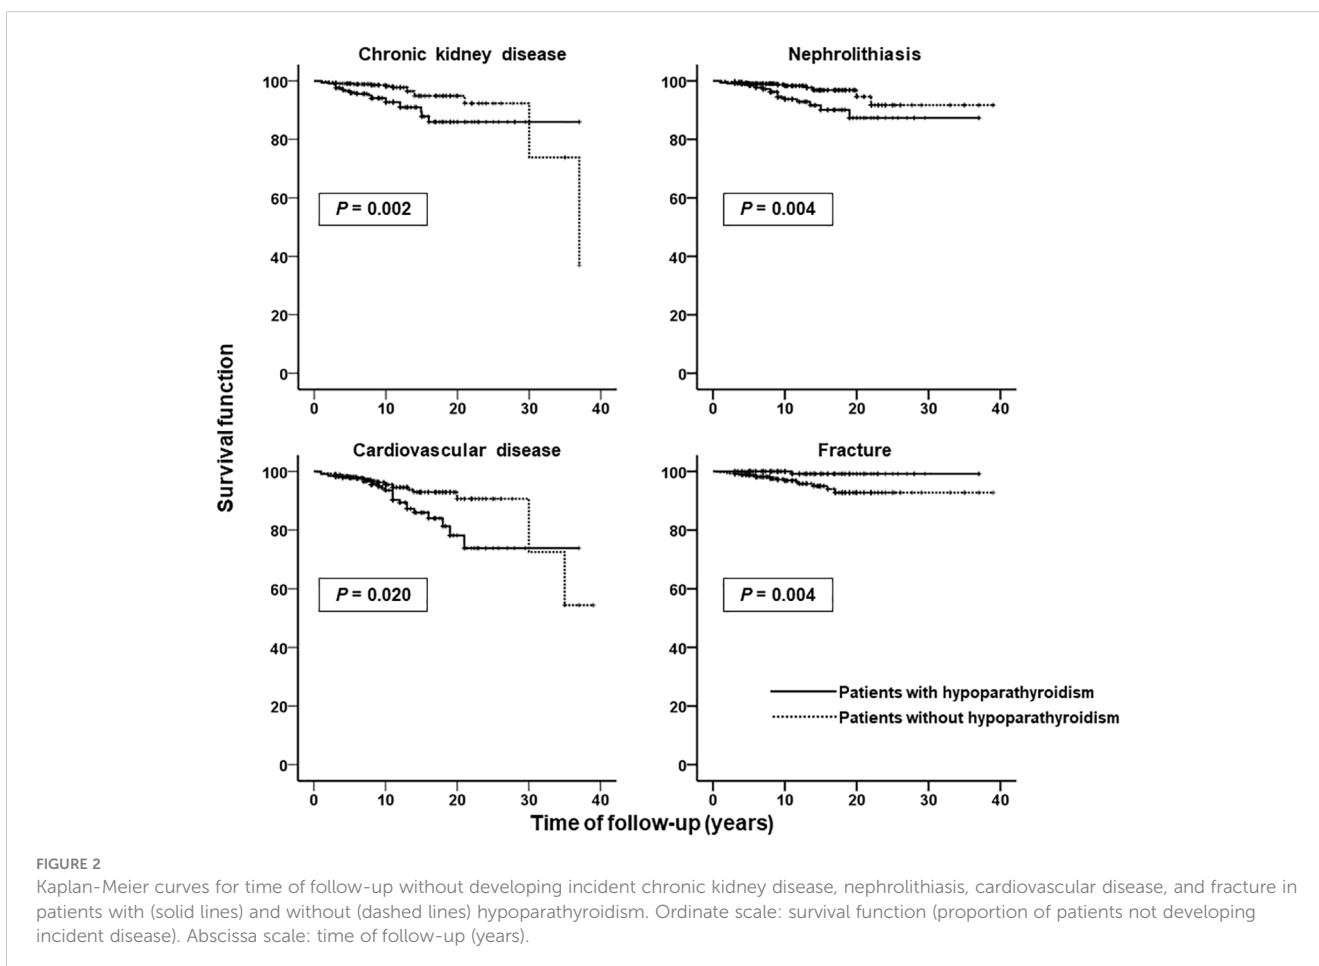 Chronic kidney disease
100
80
60
40
20
0
P = 0.002
0 10 20 30 40
Nephrolithiasis
100
80
60
40
20
0
P = 0.004
0 10 20 30 40
Survival function
Cardiovascular disease
100
80
60
40
20
0
P = 0.020
0 10 20 30 40
Fracture
100
80
60
40
20
0
P = 0.004
Patients with hypoparathyroidism
Patients without hypoparathyroidism
0 10 20 30 40
Time of follow-up (years)
FIGURE 2
Kaplan-Meier curves for time of follow-up without developing incident chronic kidney disease, nephrolithiasis, cardiovascular disease, and fracture in
patients with (solid lines) and without (dashed lines) hypoparathyroidism. Ordinate scale: survival function (proportion of patients not developing
incident disease). Abscissa scale: time of follow-up (years).